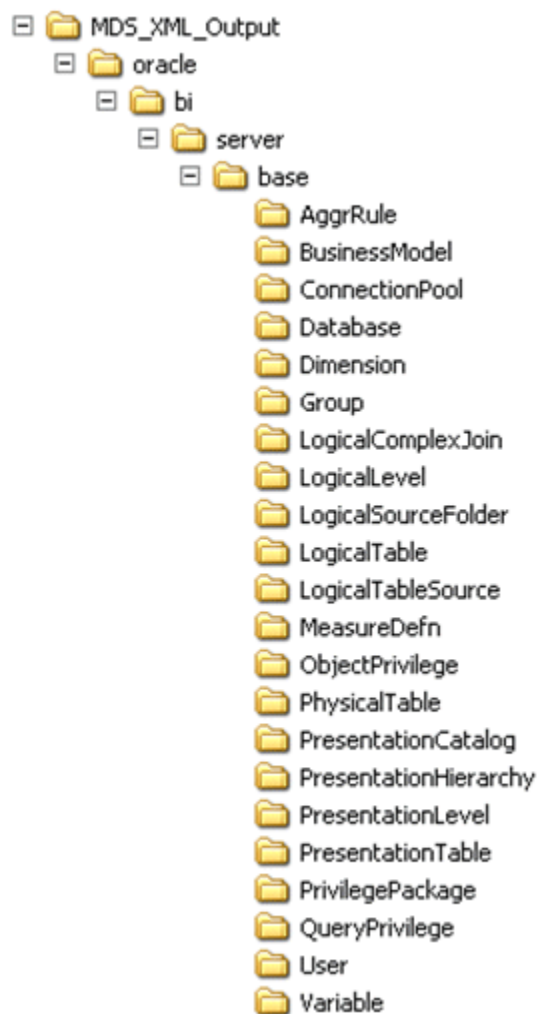 MDS_XML_Output
oracle
bi
server
base
AggrRule
BusinessModel
ConnectionPool
Database
Dimension
Group
LogicalComplexJoin
LogicalLevel
LogicalSourceFolder
LogicalTable
LogicalTableSource
MeasureDefn
ObjectPrivilege
PhysicalTable
PresentationCatalog
PresentationHierarchy
PresentationLevel
PresentationTable
PrivilegePackage
QueryPrivilege
User
Variable